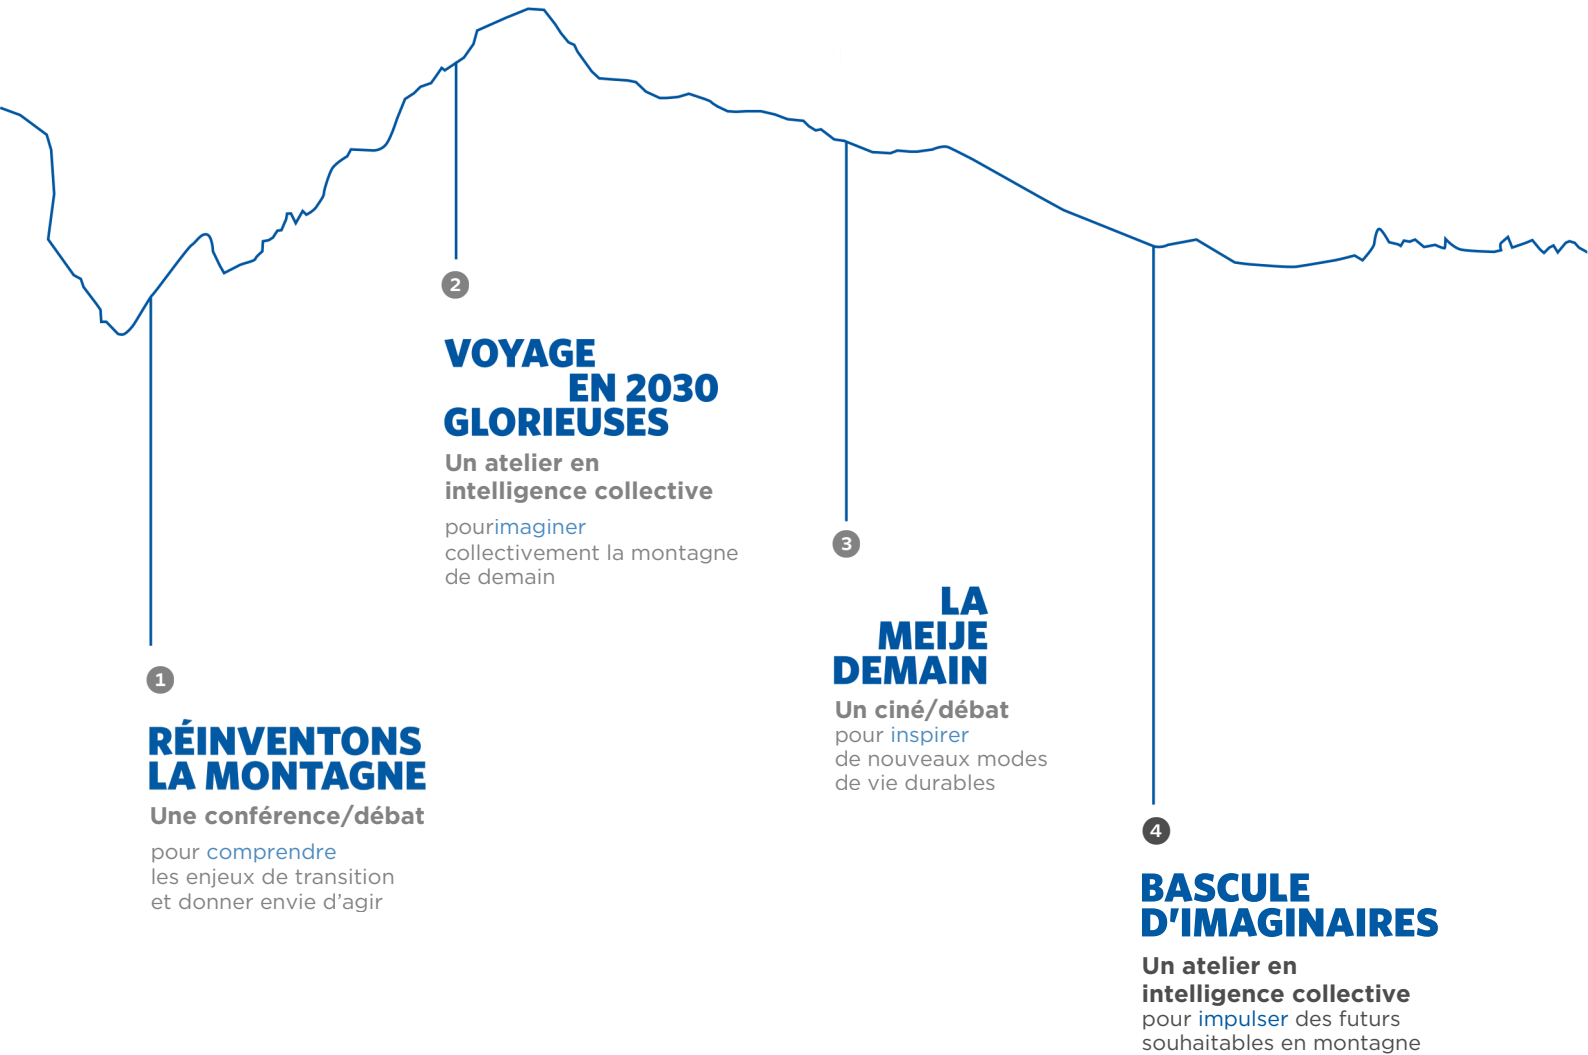 1
RÉINVENTONS
LA MONTAGNE
Une conférence/débat
pour comprendre
les enjeux de transition
et donner envie d'agir
2
VOYAGE
EN 2030
GLORIEUSES
Un atelier en
intelligence collective
pourimaginer
collectivement la montagne
de demain
3
LA
MEIJE
DEMAIN
Un ciné/débat
pour inspirer
de nouveaux modes
de vie durables
4
BASCULE
D'IMAGINAIRES
Un atelier en
intelligence collective
pour impulser des futurs
souhaitables en montagne